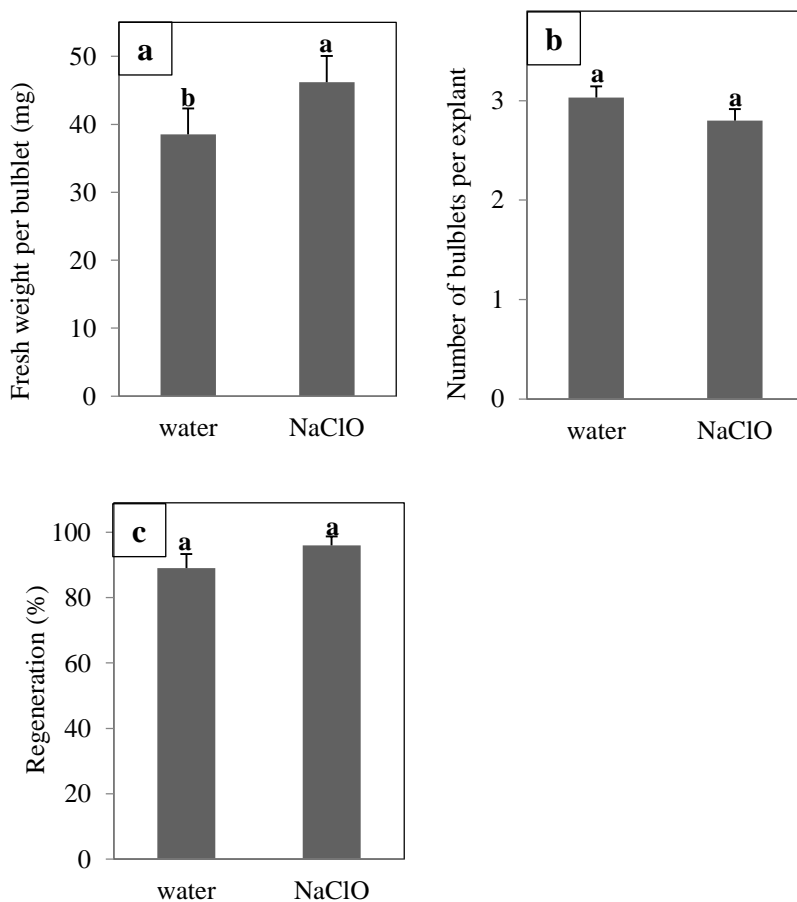 a
Fresh weight per bulblet (mg)
50
40
30
20
10
0
b
a
water
NaClO
b
Number of bulblets per explant
3
2
1
0
a
a
water
NaClO
c
Regeneration (%)
100
80
60
40
20
0
a
a
water
NaClO